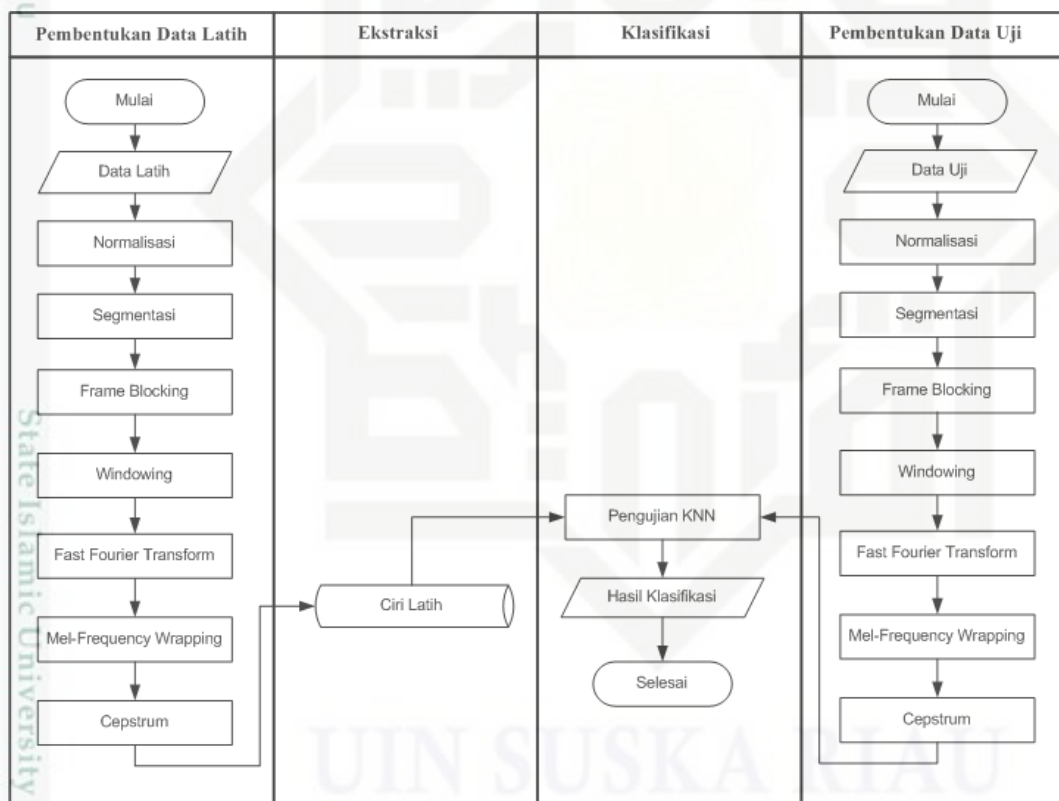 Pembentukan Data Latih
Ekstraksi
Klasifikasi
Pembentukan Data Uji
Mulai
Data Latih
Normalisasi
Segmentasi
Frame Blocking
Windowing
Fast Fourier Transform
Mel-Frequency Wrapping
Cepstrum
Ciri Latih
Pengujian KNN
Hasil Klasifikasi
Selesai
Mulai
Data Uji
Normalisasi
Segmentasi
Frame Blocking
Windowing
Fast Fourier Transform
Mel-Frequency Wrapping
Cepstrum
State Islamic University
UIN SUSKA RIAU